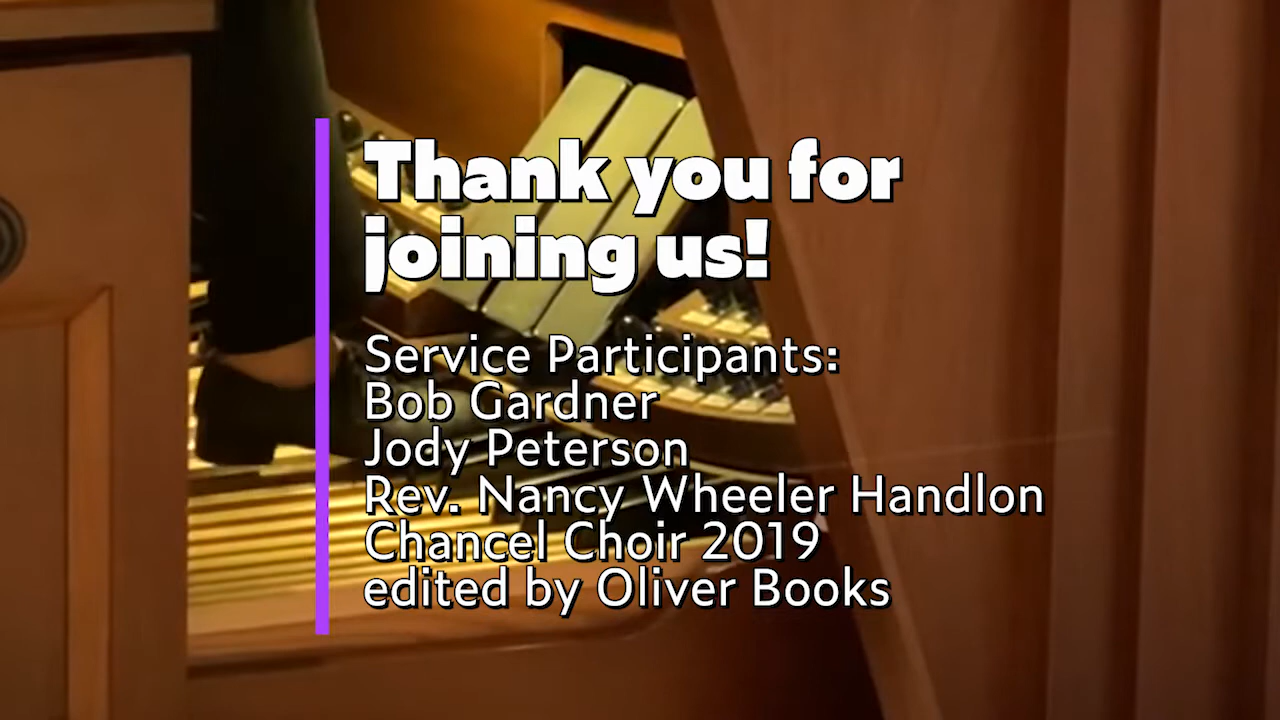 Thank you for
joining us!
Service Participants:
Bob Gardner
Jody Peterson
Rev. Nancy Wheeler Handlon
Chancel Choir 2019
edited by Oliver Books